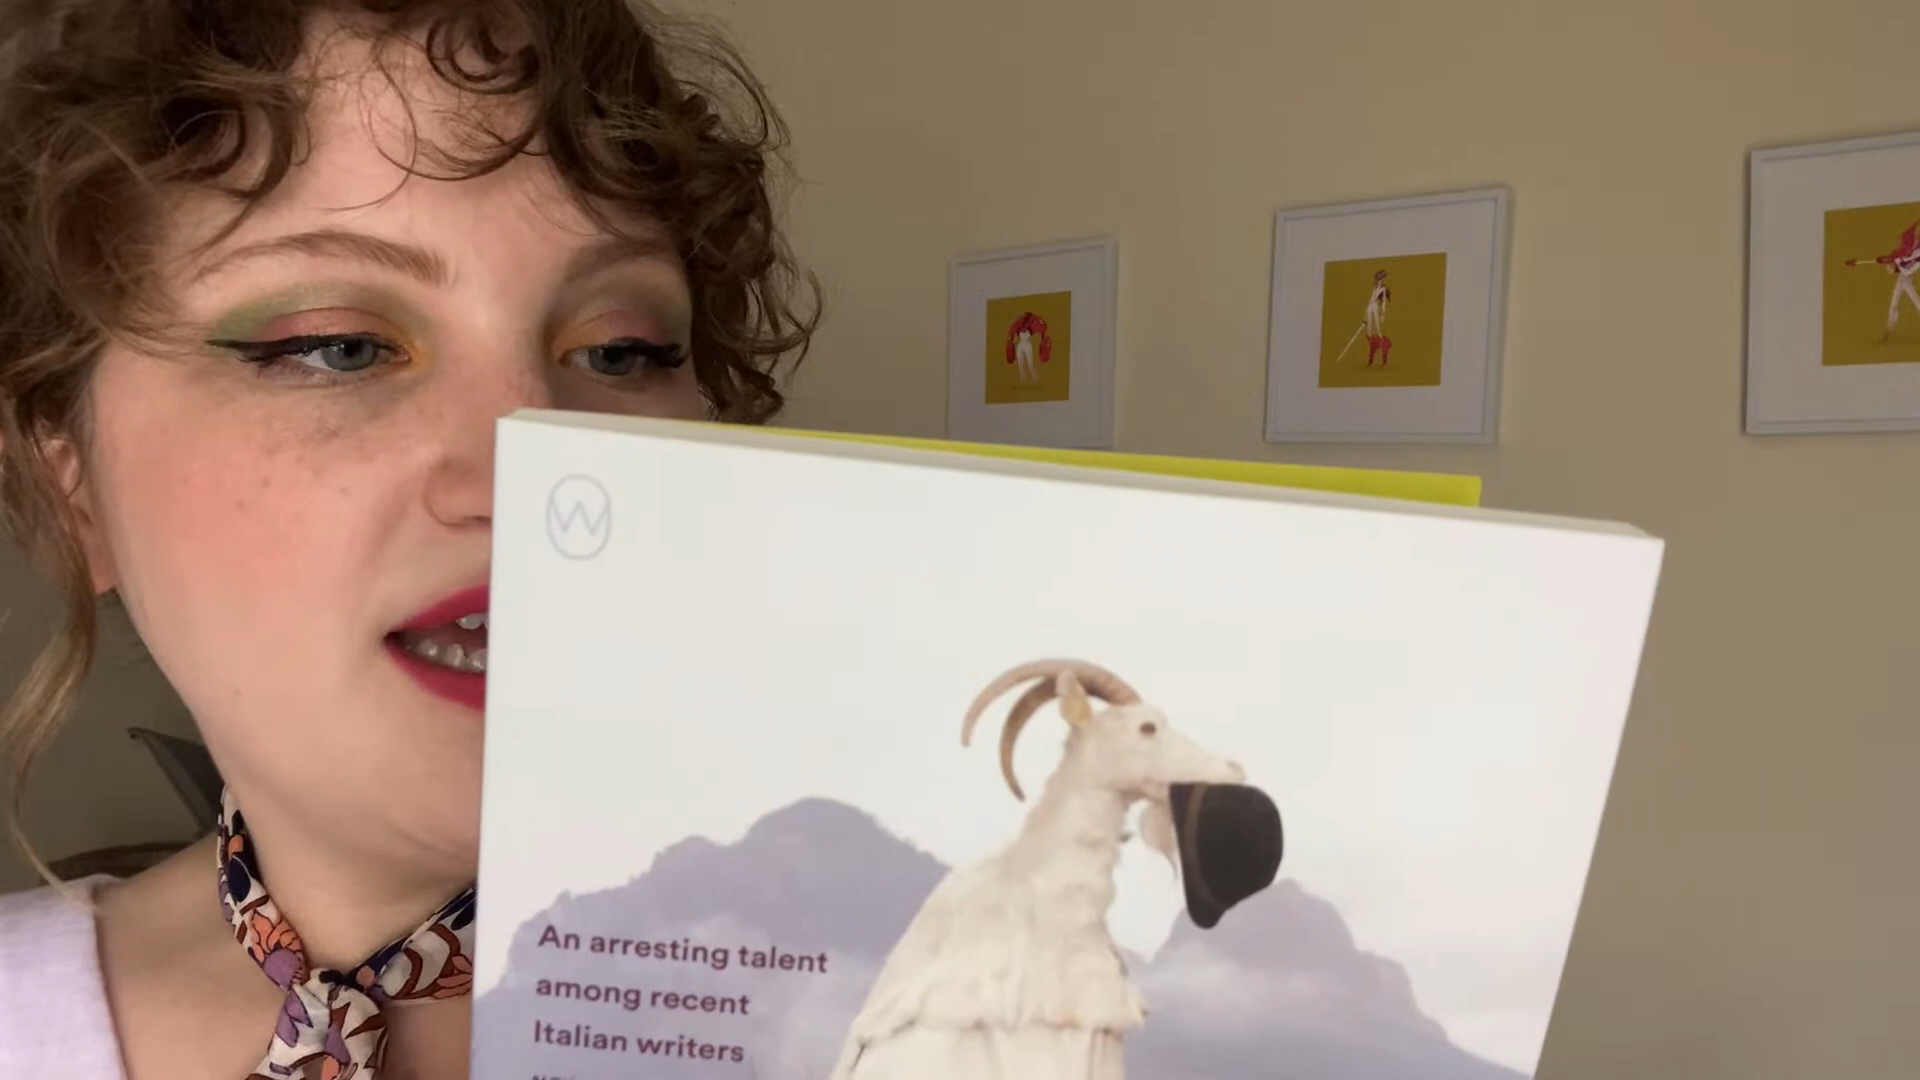 W
An arresting talent
among recent
Italian writers